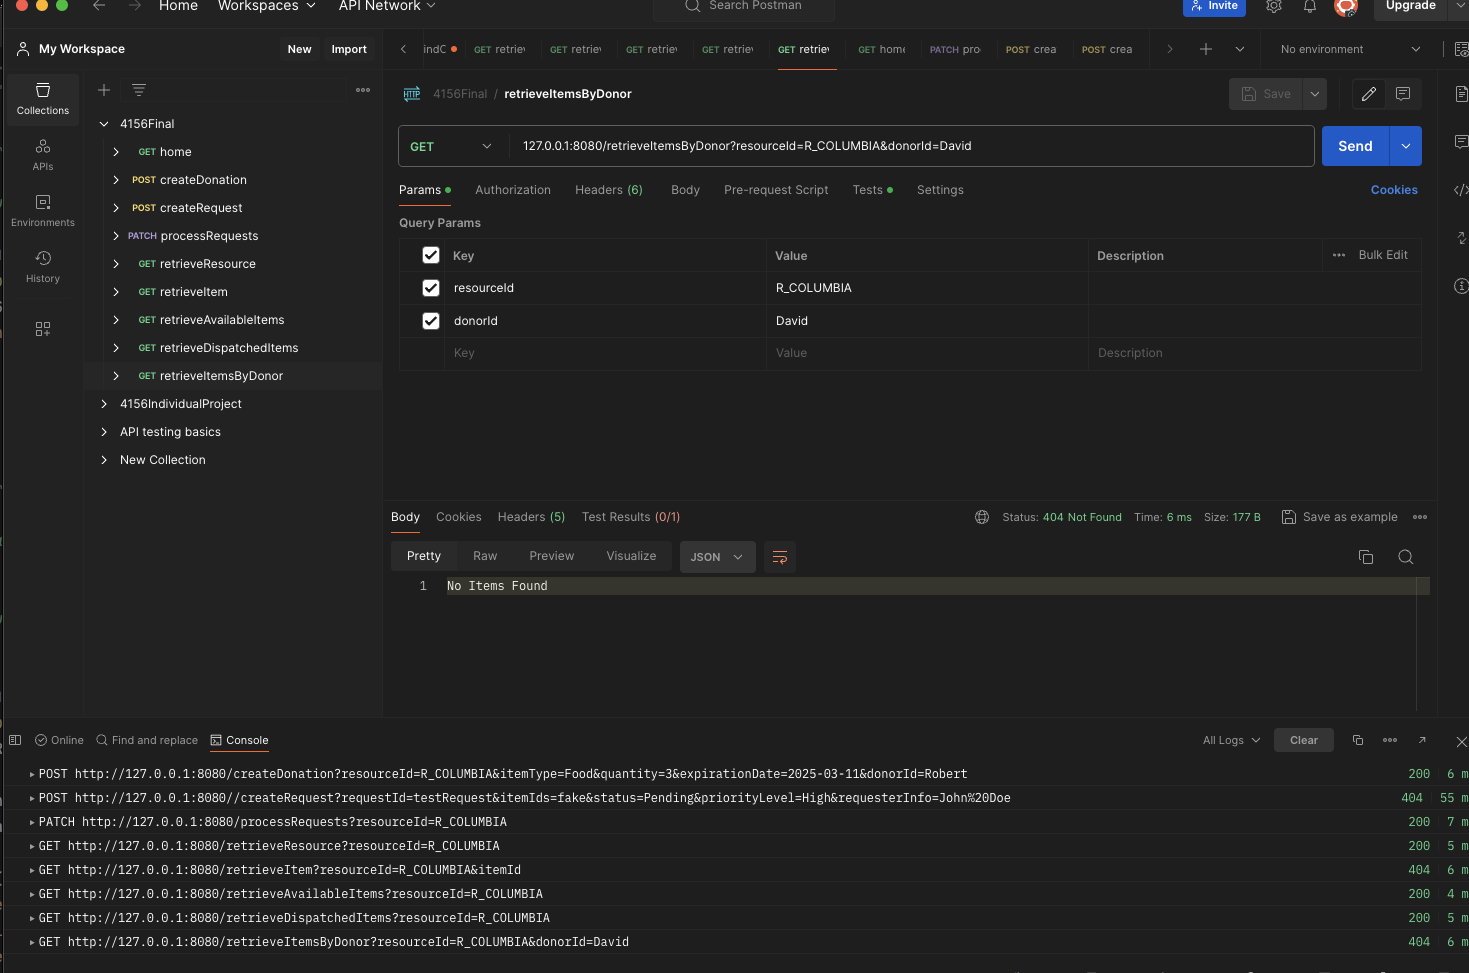 Home Workspaces API Network Search Postman Invite Upgrade
My Workspace New Import
GET retrie GET retrie GET retrie GET retrie GET retrie GET home PATCH pro POST crea POST crea No environment
Collections
APIs
Environments
History
4156Final
GET home
POST createDonation
POST createRequest
PATCH processRequests
GET retrieveResource
GET retrieveItem
GET retrieveAvailableItems
GET retrieveDispatchedItems
GET retrieveItemsByDonor
4156IndividualProject
API testing basics
New Collection
HTTP 4156Final / retrieveItemsByDonor Save
GET 127.0.0.1:8080/retrieveItemsByDonor?resourceId=R_COLUMBIA&donorId=David Send
Params Authorization Headers (6) Body Pre-request Script Tests Settings Cookies
Query Params
Key Value Description Bulk Edit
resourceId R_COLUMBIA
donorId David
Key Value Description
Body Cookies Headers (5) Test Results (0/1) Status: 404 Not Found Time: 6 ms Size: 177 B Save as example
Pretty Raw Preview Visualize JSON
1 No Items Found
Online Find and replace Console All Logs Clear
POST http://127.0.0.1:8080/createDonation?resourceId=R_COLUMBIA&itemType=Food&quantity=3&expirationDate=2025-03-11&donorId=Robert 200 6 m
POST http://127.0.0.1:8080//createRequest?requestId=testRequest&itemIds=fake&status=Pending&priorityLevel=High&requesterInfo=John%20Doe 404 55 m
PATCH http://127.0.0.1:8080/processRequests?resourceId=R_COLUMBIA 200 7 m
GET http://127.0.0.1:8080/retrieveResource?resourceId=R_COLUMBIA 200 5 m
GET http://127.0.0.1:8080/retrieveItem?resourceId=R_COLUMBIA&itemId 404 6 m
GET http://127.0.0.1:8080/retrieveAvailableItems?resourceId=R_COLUMBIA 200 4 m
GET http://127.0.0.1:8080/retrieveDispatchedItems?resourceId=R_COLUMBIA 200 5 m
GET http://127.0.0.1:8080/retrieveItemsByDonor?resourceId=R_COLUMBIA&donorId=David 404 6 m